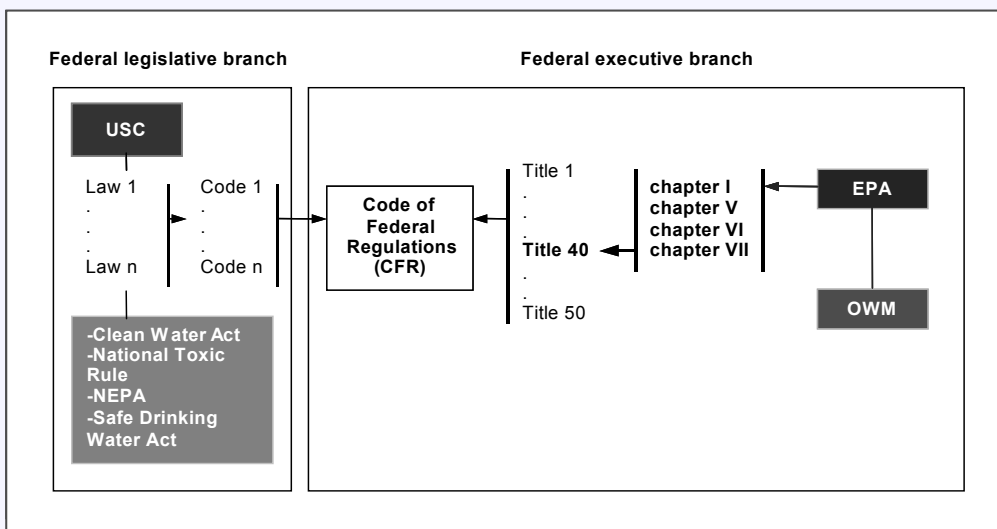 Federal legislative branch
Federal executive branch
USC
Law 1
.
.
.
Law n
Code 1
.
.
.
Code n
-Clean Water Act
-National Toxic
Rule
-NEPA
-Safe Drinking
Water Act
Code of
Federal
Regulations
(CFR)
Title 1
.
.
.
Title 40
.
.
Title 50
chapter I
chapter V
chapter VI
chapter VII
EPA
OWM